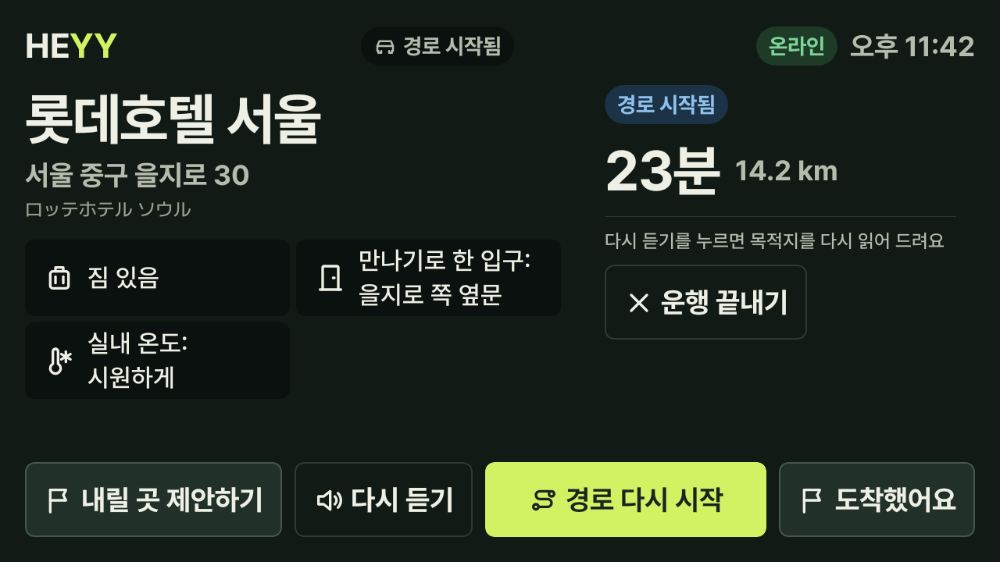 HEYY
경로 시작됨
온라인
오후 11:42
롯데호텔 서울
서울 중구 을지로 30
ロッテホテル ソウル
짐 있음
만나기로 한 입구:
을지로 쪽 옆문
실내 온도:
시원하게
경로 시작됨
23분 14.2 km
다시 듣기를 누르면 목적지를 다시 읽어 드려요
운행 끝내기
내릴 곳 제안하기
다시 듣기
경로 다시 시작
도착했어요